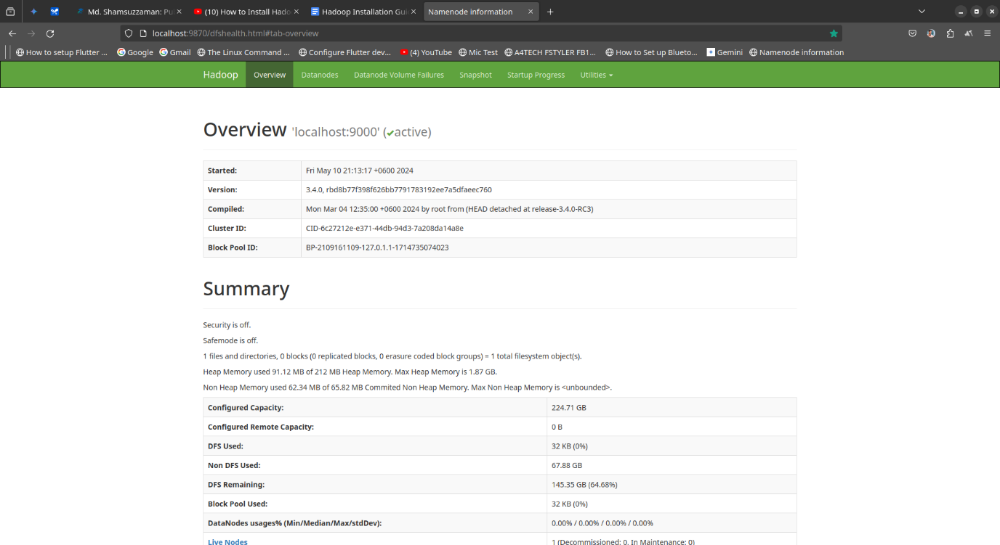 Md. Shamsuzzaman: Pu
(10) How to Install Hado
Hadoop Installation Gui
Namenode information
localhost:9870/dfshealth.html#tab-overview
How to setup Flutter ... Google Gmail The Linux Command ... Configure Flutter dev... (4) YouTube Mic Test A4TECH FSTYLER FB1... How to Set up Blueto... Gemini Namenode information
Hadoop Overview Datanodes Datanode Volume Failures Snapshot Startup Progress Utilities
Overview 'localhost:9000' (✔active)
Started: Fri May 10 21:13:17 +0600 2024
Version: 3.4.0, rbd8b77f398f626bb7791783192ee7a5dfaeec760
Compiled: Mon Mar 04 12:35:00 +0600 2024 by root from (HEAD detached at release-3.4.0-RC3)
Cluster ID: CID-6c27212e-e371-44db-94d3-7a208da14a8e
Block Pool ID: BP-2109161109-127.0.1.1-1714735074023
Summary
Security is off.
Safemode is off.
1 files and directories, 0 blocks (0 replicated blocks, 0 erasure coded block groups) = 1 total filesystem object(s).
Heap Memory used 91.12 MB of 212 MB Heap Memory. Max Heap Memory is 1.87 GB.
Non Heap Memory used 62.34 MB of 65.82 MB Commited Non Heap Memory. Max Non Heap Memory is <unbounded>.
Configured Capacity: 224.71 GB
Configured Remote Capacity: 0 B
DFS Used: 32 KB (0%)
Non DFS Used: 67.88 GB
DFS Remaining: 145.35 GB (64.68%)
Block Pool Used: 32 KB (0%)
DataNodes usages% (Min/Median/Max/stdDev): 0.00% / 0.00% / 0.00% / 0.00%
Live Nodes 1 (Decommissioned: 0, In Maintenance: 0)